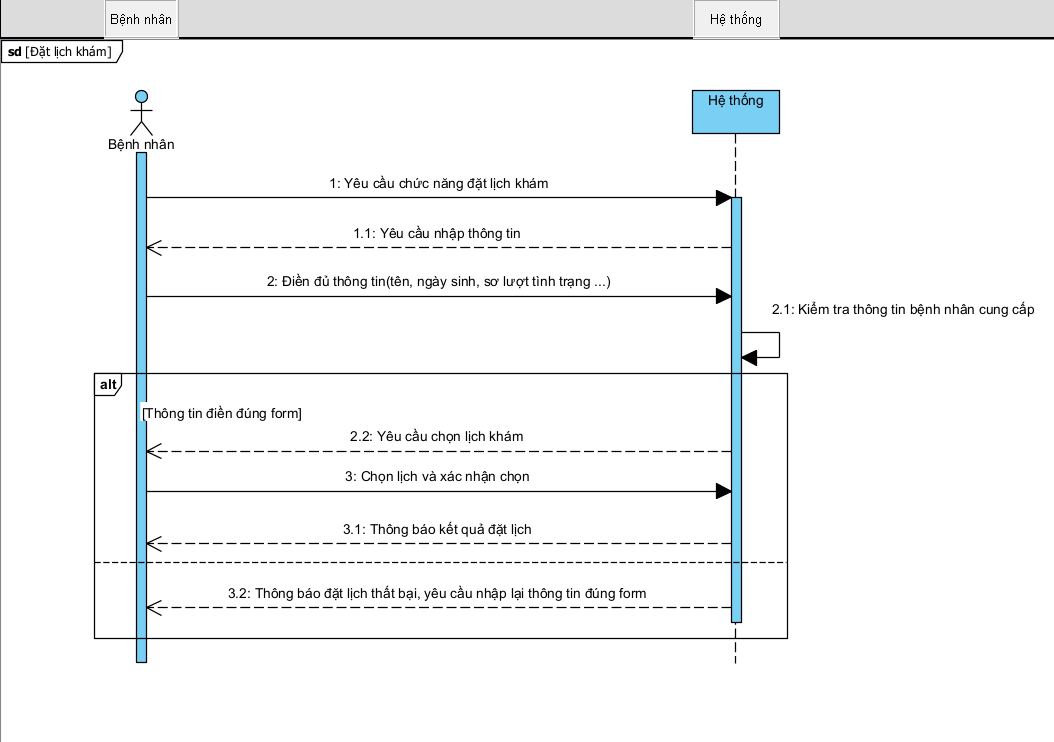 Bệnh nhân
Hệ thống
sd [Đặt lịch khám]
Hệ thống
Bệnh nhân
1: Yêu cầu chức năng đặt lịch khám
1.1: Yêu cầu nhập thông tin
2: Điền đủ thông tin(tên, ngày sinh, sơ lượt tình trạng ...)
2.1: Kiểm tra thông tin bệnh nhân cung cấp
alt
[Thông tin điền đúng form]
2.2: Yêu cầu chọn lịch khám
3: Chọn lịch và xác nhận chọn
3.1: Thông báo kết quả đặt lịch
3.2: Thông báo đặt lịch thất bại, yêu cầu nhập lại thông tin đúng form